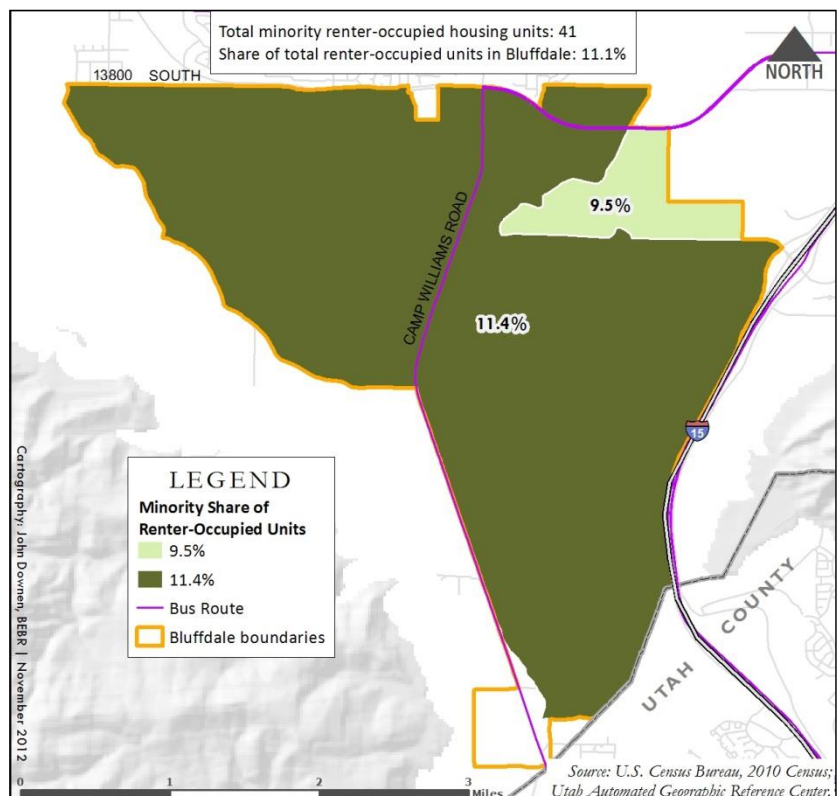 Total minority renter-occupied housing units: 41
Share of total renter-occupied units in Bluffdale: 11.1%
NORTH
13800 SOUTH
9.5%
CAMP WILLIAMS ROAD
11.4%
15
LEGEND
Minority Share of
Renter-Occupied Units
9.5%
11.4%
Bus Route
Bluffdale boundaries
UTAH COUNTY
Cartography: John Downen, BEBR | November 2012
0 1 2 3
Miles
Source: U.S. Census Bureau, 2010 Census;
Utah Automated Geographic Reference Center.